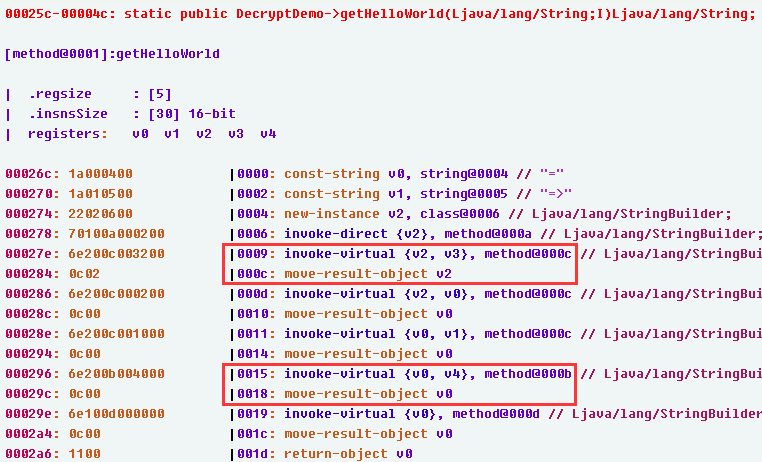 00025c-00004c: static public DecryptDemo->getHelloWorld(Ljava/lang/String;I)Ljava/lang/String;
[method@0001]:getHelloWorld
| .regsize : [5]
| .insnsSize : [30] 16-bit
| registers: v0 v1 v2 v3 v4
00026c: 1a000400 |0000: const-string v0, string@0004 // "="
000270: 1a010500 |0002: const-string v1, string@0005 // "=>"
000274: 22020600 |0004: new-instance v2, class@0006 // Ljava/lang/StringBuilder;
000278: 70100a000200 |0006: invoke-direct {v2}, method@000a // Ljava/lang/StringBuilder;
00027e: 6e200c003200 |0009: invoke-virtual {v2, v3}, method@000c // Ljava/lang/StringBui
000284: 0c02 |000c: move-result-object v2
000286: 6e200c000200 |000d: invoke-virtual {v2, v0}, method@000c // Ljava/lang/StringBui
00028c: 0c00 |0010: move-result-object v0
00028e: 6e200c001000 |0011: invoke-virtual {v0, v1}, method@000c // Ljava/lang/StringBui
000294: 0c00 |0014: move-result-object v0
000296: 6e200b004000 |0015: invoke-virtual {v0, v4}, method@000b // Ljava/lang/StringBui
00029c: 0c00 |0018: move-result-object v0
00029e: 6e100d000000 |0019: invoke-virtual {v0}, method@000d // Ljava/lang/StringBuilder
0002a4: 0c00 |001c: move-result-object v0
0002a6: 1100 |001d: return-object v0